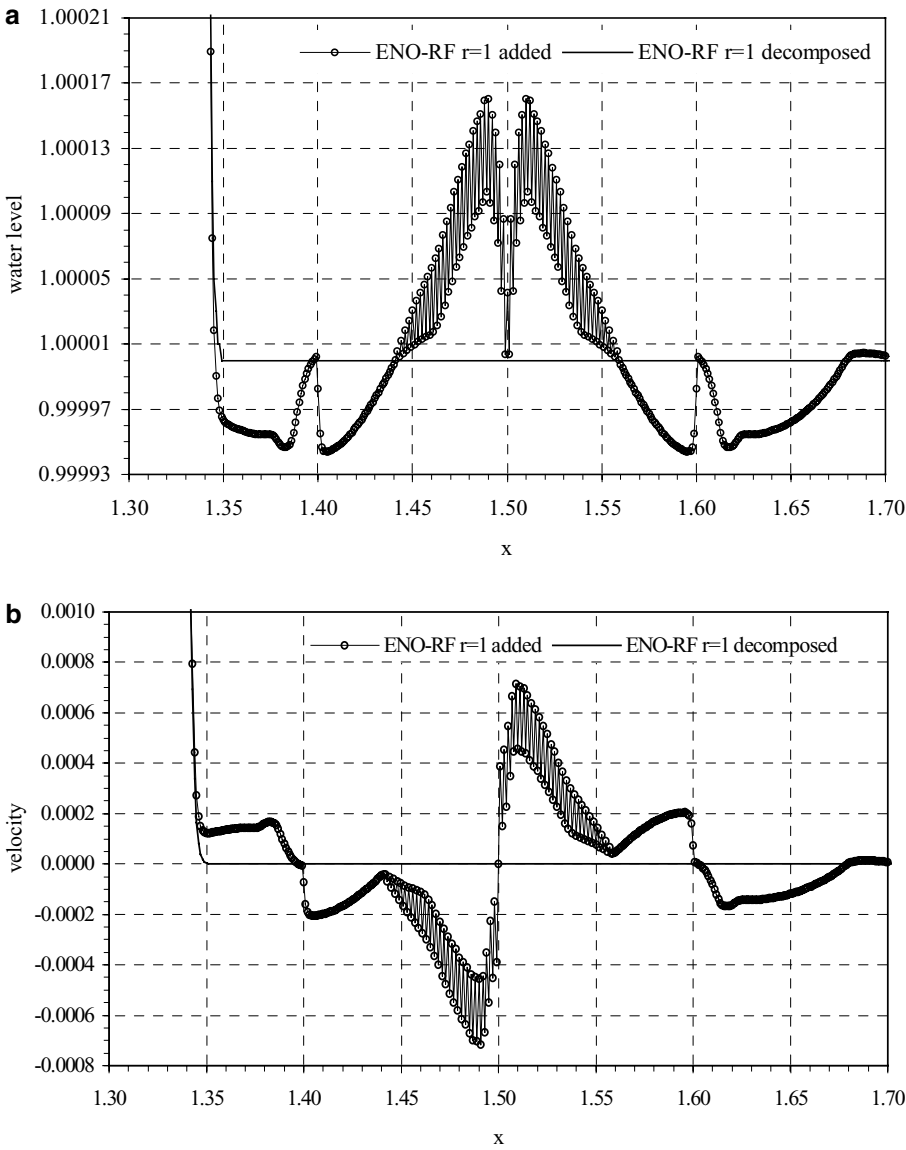 a
ENO-RF r=1 added
ENO-RF r=1 decomposed
1.00021
1.00017
1.00013
1.00009
1.00005
1.00001
0.99997
0.99993
water level
1.30 1.35 1.40 1.45 1.50 1.55 1.60 1.65 1.70
x
b
ENO-RF r=1 added
ENO-RF r=1 decomposed
0.0010
0.0008
0.0006
0.0004
0.0002
0.0000
-0.0002
-0.0004
-0.0006
-0.0008
velocity
1.30 1.35 1.40 1.45 1.50 1.55 1.60 1.65 1.70
x